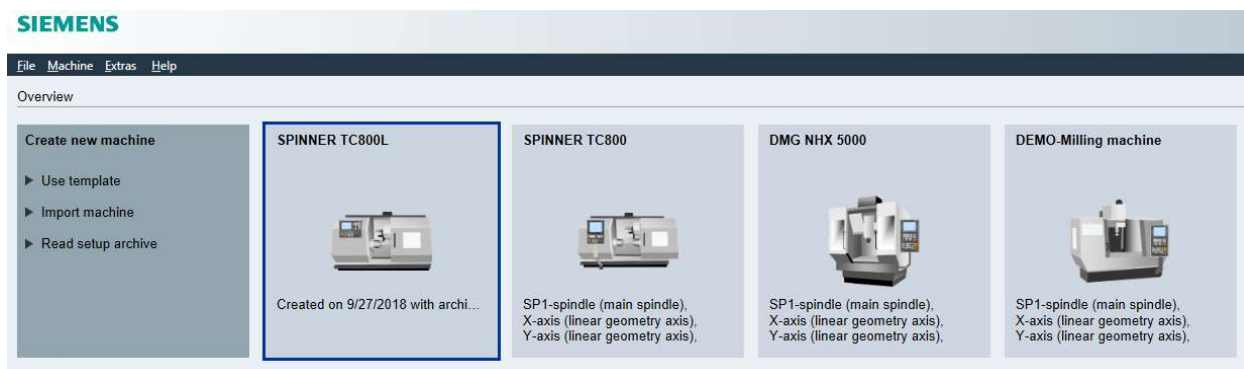 SIEMENS
File Machine Extras Help
Overview
Create new machine
Use template
Import machine
Read setup archive
SPINNER TC800L
Created on 9/27/2018 with archi...
SPINNER TC800
SP1-spindle (main spindle),
X-axis (linear geometry axis),
Y-axis (linear geometry axis),
DMG NHX 5000
SP1-spindle (main spindle),
X-axis (linear geometry axis),
Y-axis (linear geometry axis),
DEMO-Milling machine
SP1-spindle (main spindle),
X-axis (linear geometry axis),
Y-axis (linear geometry axis),